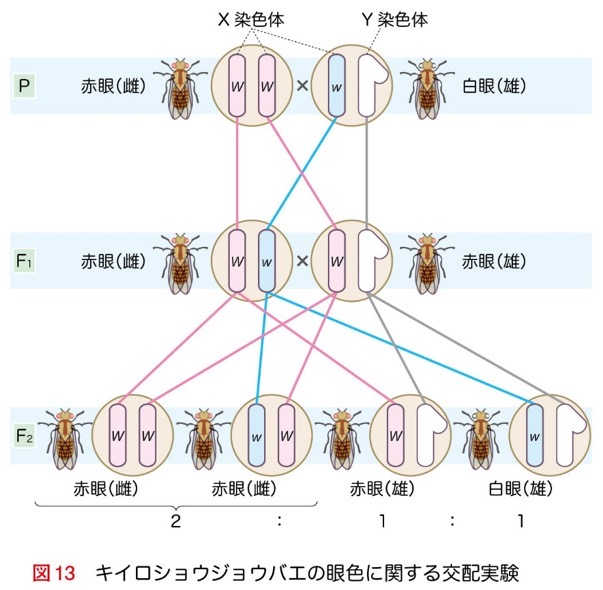 X 染色体 Y 染色体
P 赤眼(雌) W W × w 白眼(雄)
F₁ 赤眼(雌) W w × W 赤眼(雄)
F₂ W W w W W w
赤眼(雌) 赤眼(雌) 赤眼(雄) 白眼(雄)
2 : 1 : 1
図13 キイロショウジョウバエの眼色に関する交配実験